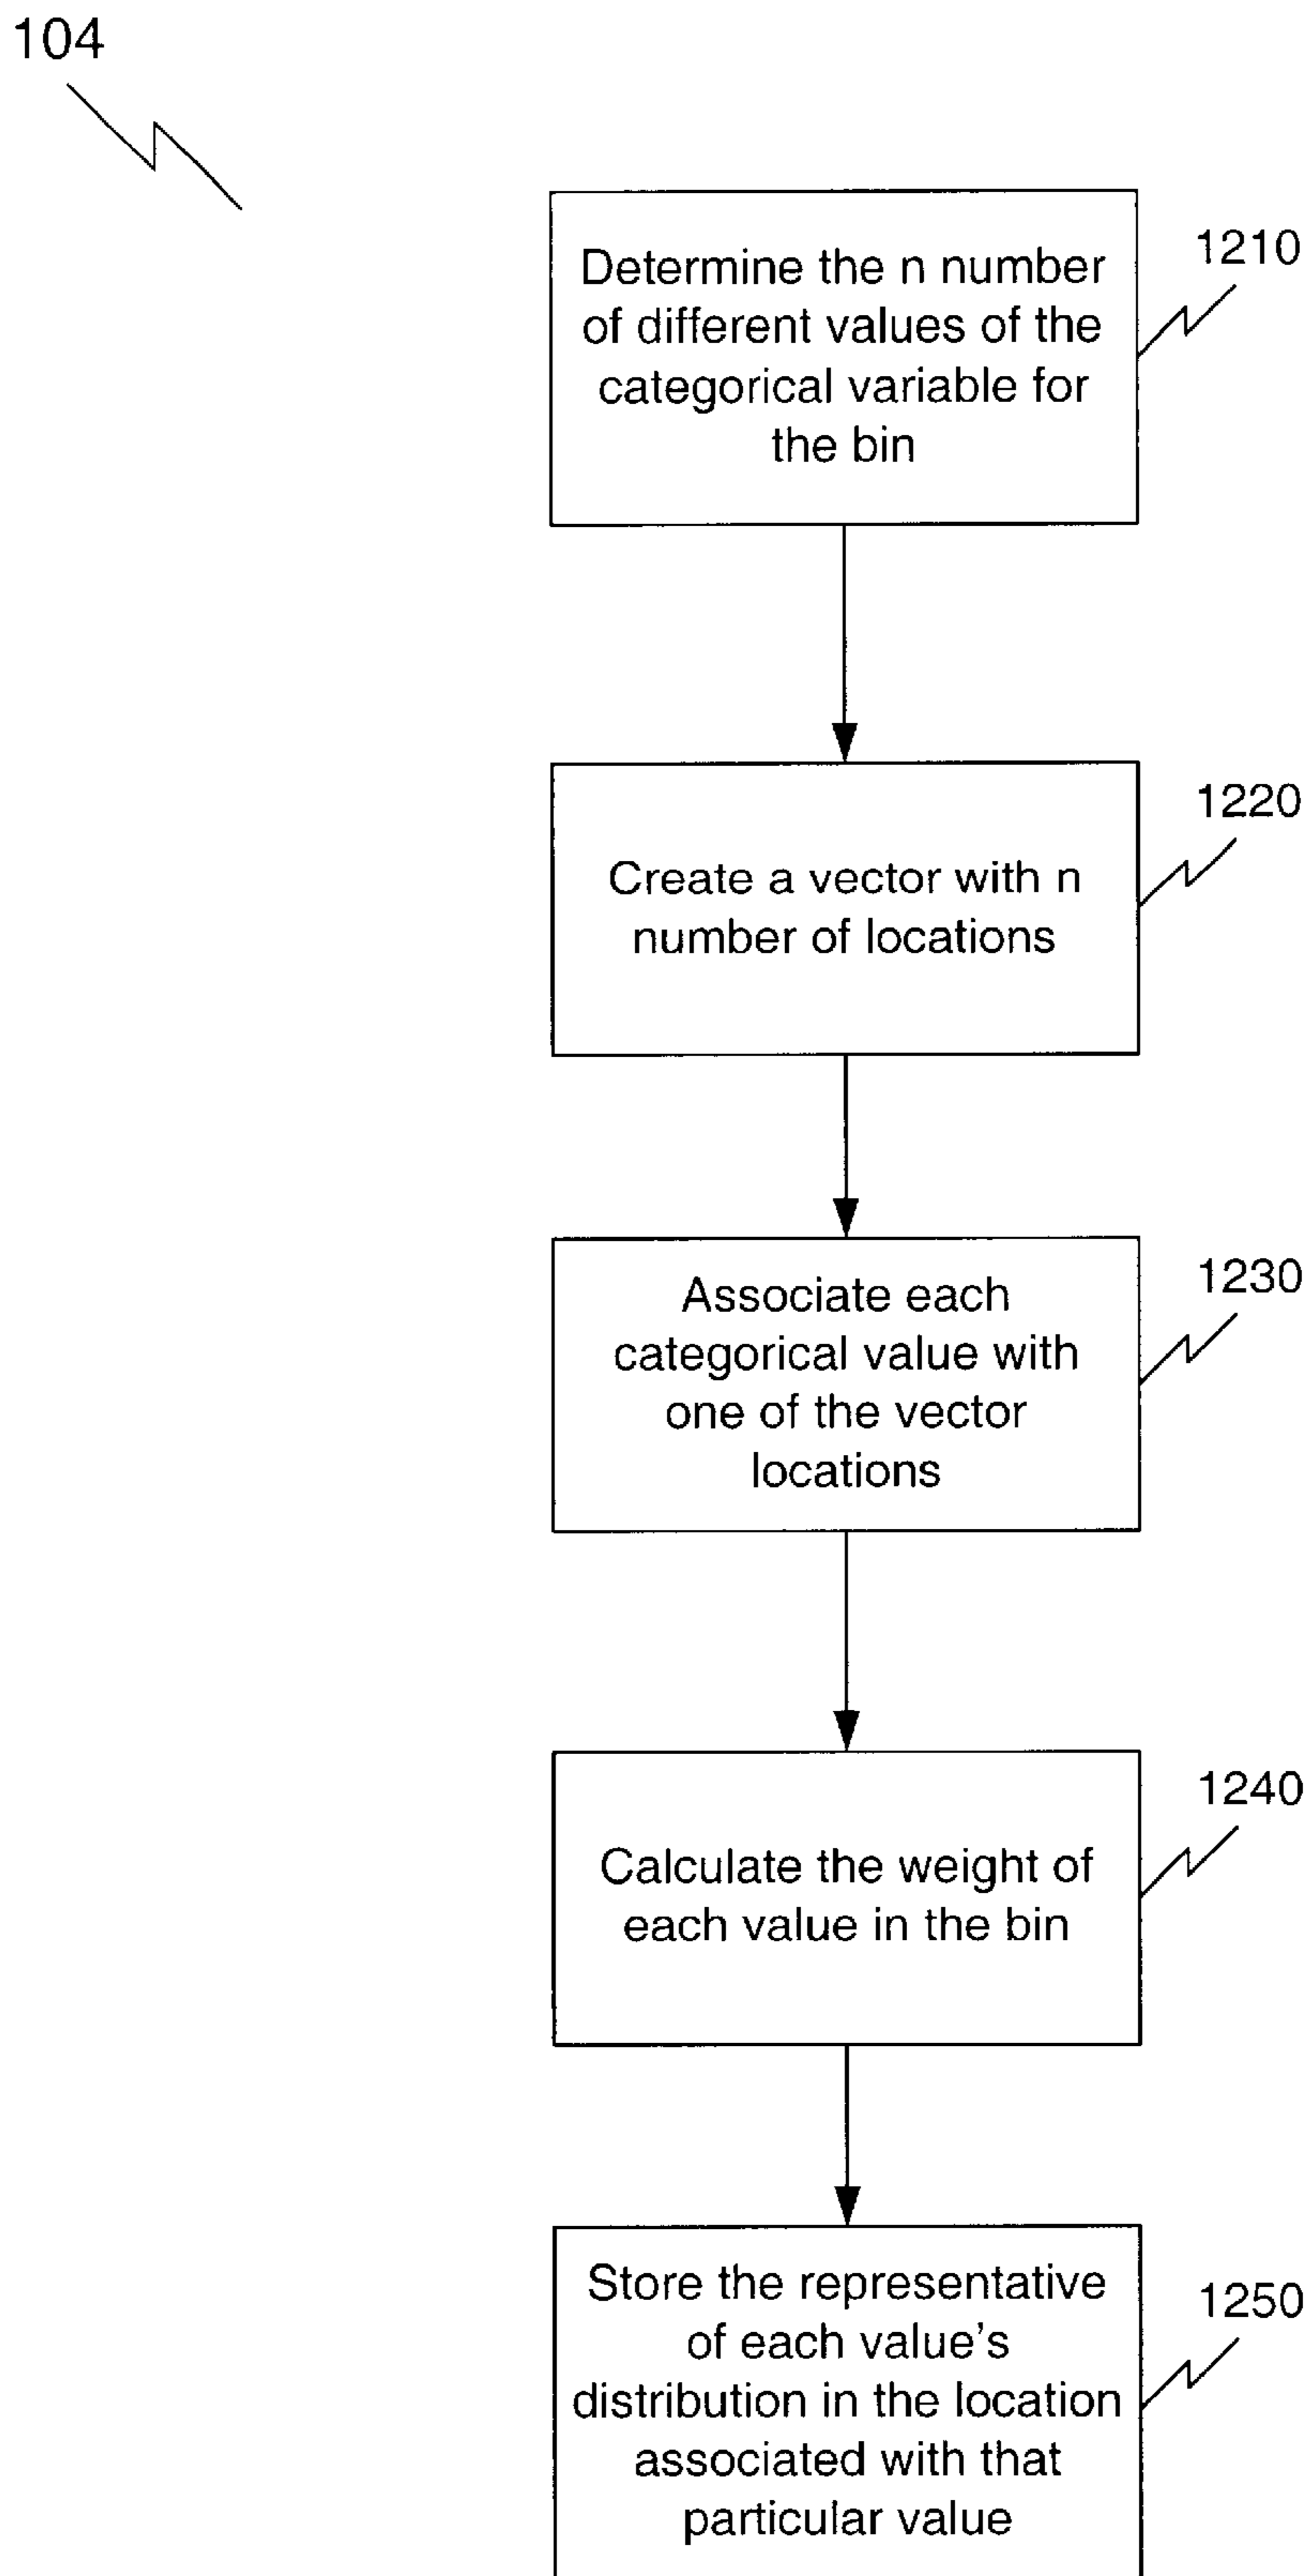 104
Determine the n number
of different values of the
categorical variable for
the bin
1210
Create a vector with n
number of locations
1220
Associate each
categorical value with
one of the vector
locations
1230
Calculate the weight of
each value in the bin
1240
Store the representative
of each value's
distribution in the location
associated with that
particular value
1250